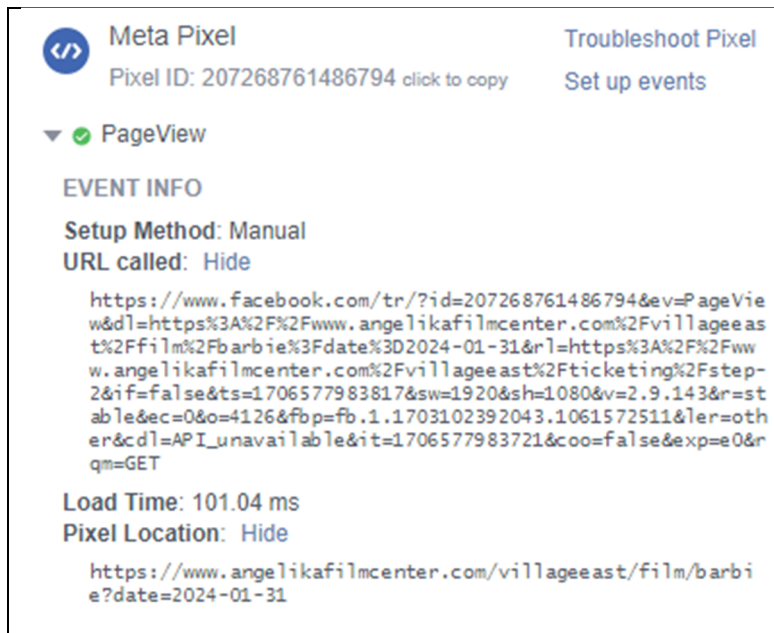 Meta Pixel
Troubleshoot Pixel
Pixel ID: 207268761486794 click to copy
Set up events
PageView
EVENT INFO
Setup Method: Manual
URL called: Hide
https://www.facebook.com/tr/?id=207268761486794&ev=PageVie
w&dl=https%3A%2F%2Fwww.angelikafilmcenter.com%2Fvillageeas
t%2Ffilm%2Fbarbie%3Fdate%3D2024-01-31&rl=https%3A%2F%2Fww
w.angelikafilmcenter.com%2Fvillageeast%2Fticketing%2Fstep-
2&if=false&ts=1706577983817&sw=1920&sh=1080&v=2.9.143&r=st
able&ec=0&o=4126&fbp=fb.1.1703102392043.1061572511&ler=oth
er&cdl=API_unavailable&it=1706577983721&coo=false&exp=e0&r
qm=GET
Load Time: 101.04 ms
Pixel Location: Hide
https://www.angelikafilmcenter.com/villageeast/film/barbi
e?date=2024-01-31